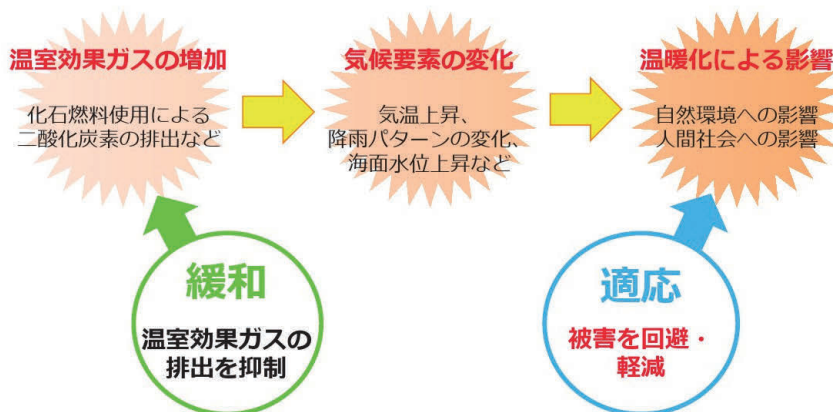 温室効果ガスの増加
化石燃料使用による
二酸化炭素の排出など
気候要素の変化
気温上昇、
降雨パターンの変化、
海面水位上昇など
温暖化による影響
自然環境への影響
人間社会への影響
緩和
温室効果ガスの
排出を抑制
適応
被害を回避・
軽減